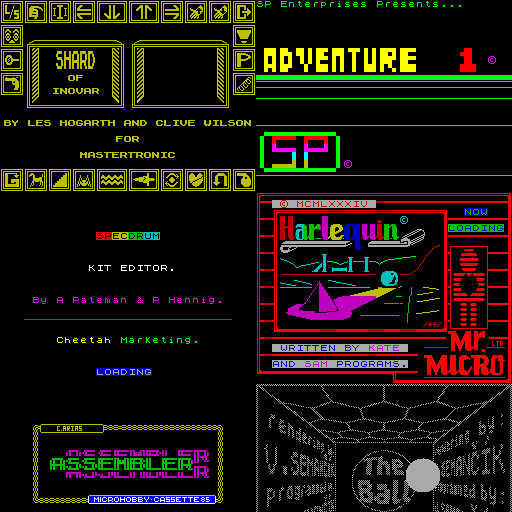 L/S
SHARD
OF
INOVAR
P
BY LES HOGARTH AND CLIVE WILSON
FOR
MASTERTRONIC
SP Enterprises Presents...
ADVENTURE 1 ©
SP ©
SPECDRUM
KIT EDITOR.
By A Pateman & P Hennig.
Cheetah Marketing.
LOADING
© MCMLXXXIV
Harlequin ©
NOW
LOADING
WRITTEN BY KATE
AND SAM PROGRAMS.
Mr. LTD
MICRO
C.ARIAS
ASSEMBLER
MICROHOBBY-CASSETTE 85
The
Ball